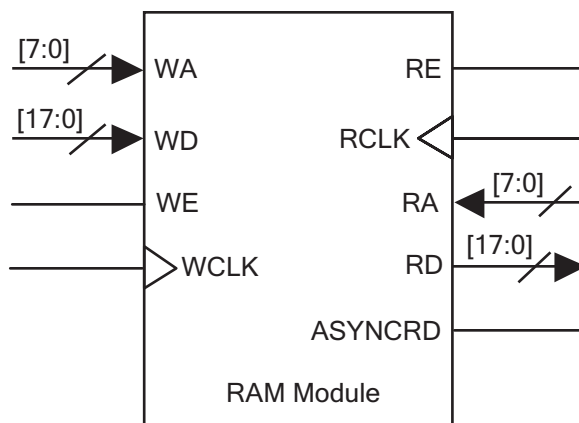 [7:0]
WA
RE
[17:0]
WD
RCLK
WE
RA
[7:0]
WCLK
RD
[17:0]
ASYNCRD
RAM Module